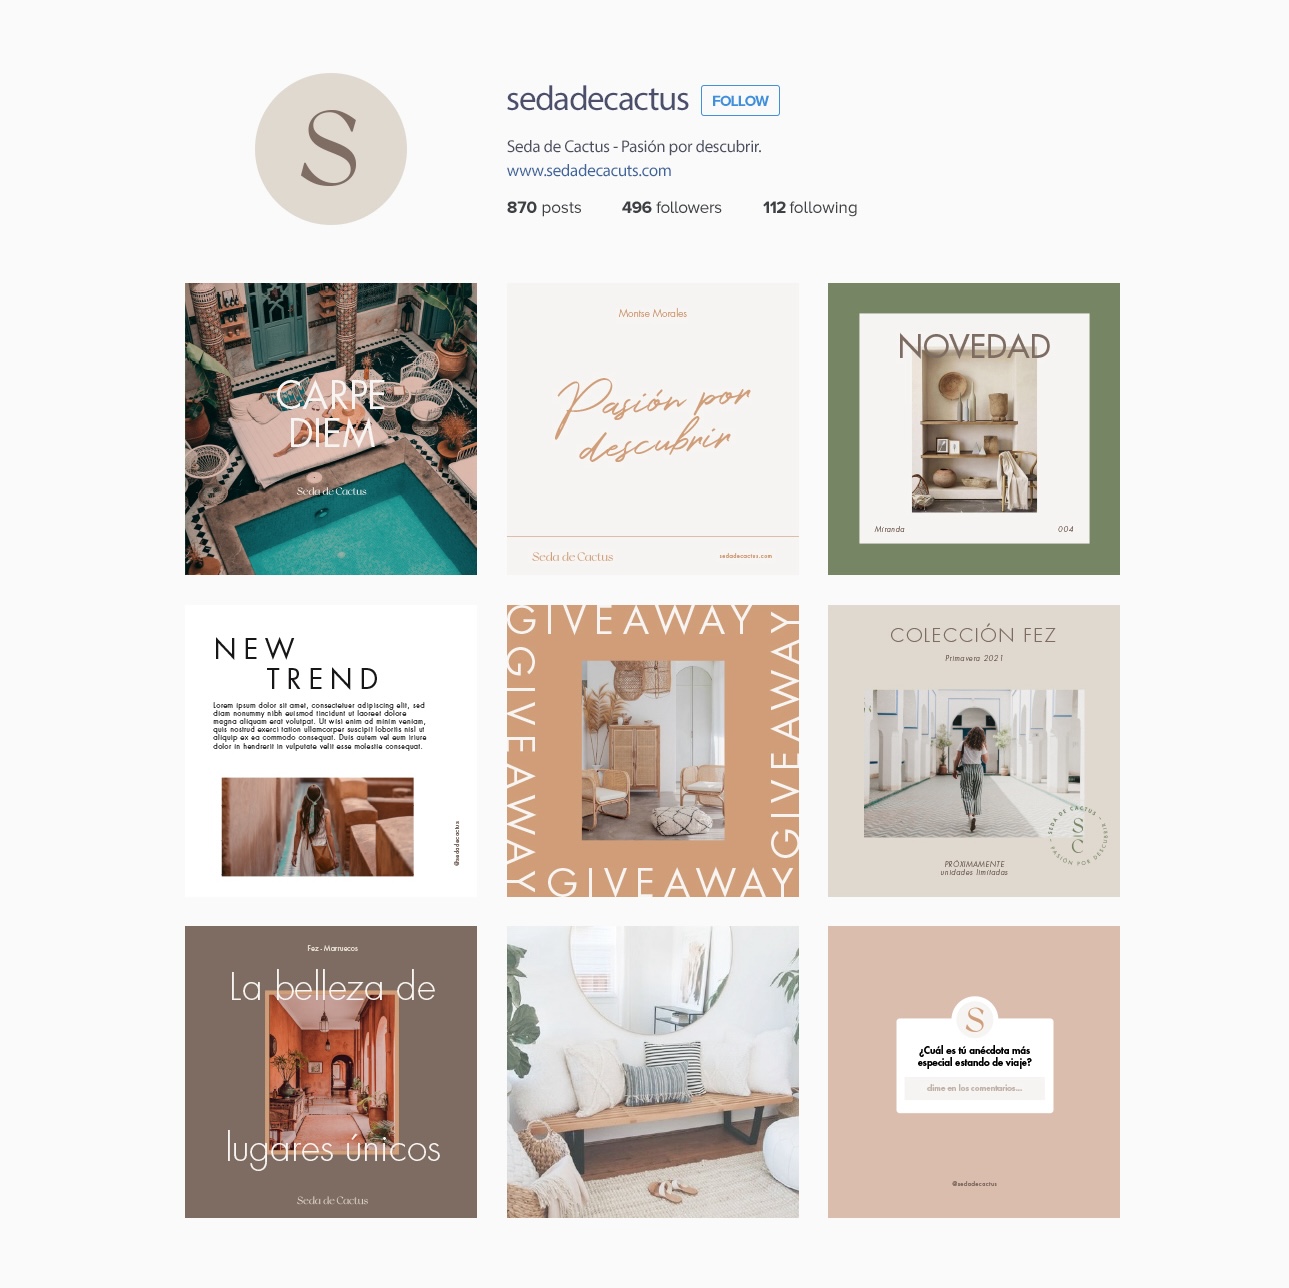 S
sedadecactus FOLLOW
Seda de Cactus - Pasión por descubrir.
www.sedadecacuts.com
870 posts 496 followers 112 following
CARPE
DIEM
Seda de Cactus
Montse Morales
Pasión por
descubrir
Seda de Cactus
sedadecactus.com
NOVEDAD
Miranda
004
NEW
TREND
Lorem ipsum dolor sit amet, consectetuer adipiscing elit, sed
diam nonummy nibh euismod tincidunt ut laoreet dolore
magna aliquam erat volutpat. Ut wisi enim ad minim veniam,
quis nostrud exerci tation ullamcorper suscipit lobortis nisl ut
aliquip ex ea commodo consequat. Duis autem vel eum iriure
dolor in hendrerit in vulputate velit esse molestie consequat.
@sedadecactus
GIVEAWAY
GIVEAWAY
GIVEAWAY
GIVEAWAY
COLECCIÓN FEZ
Primavera 2021
SEDA DE CACTUS - PASIÓN POR DESCUBRIR -
S
C
PRÓXIMAMENTE
unidades limitadas
Fez - Marruecos
La belleza de
lugares únicos
Seda de Cactus
S
¿Cuál es tú anécdota más
especial estando de viaje?
dirse en los comentarios...
@sedadecactus